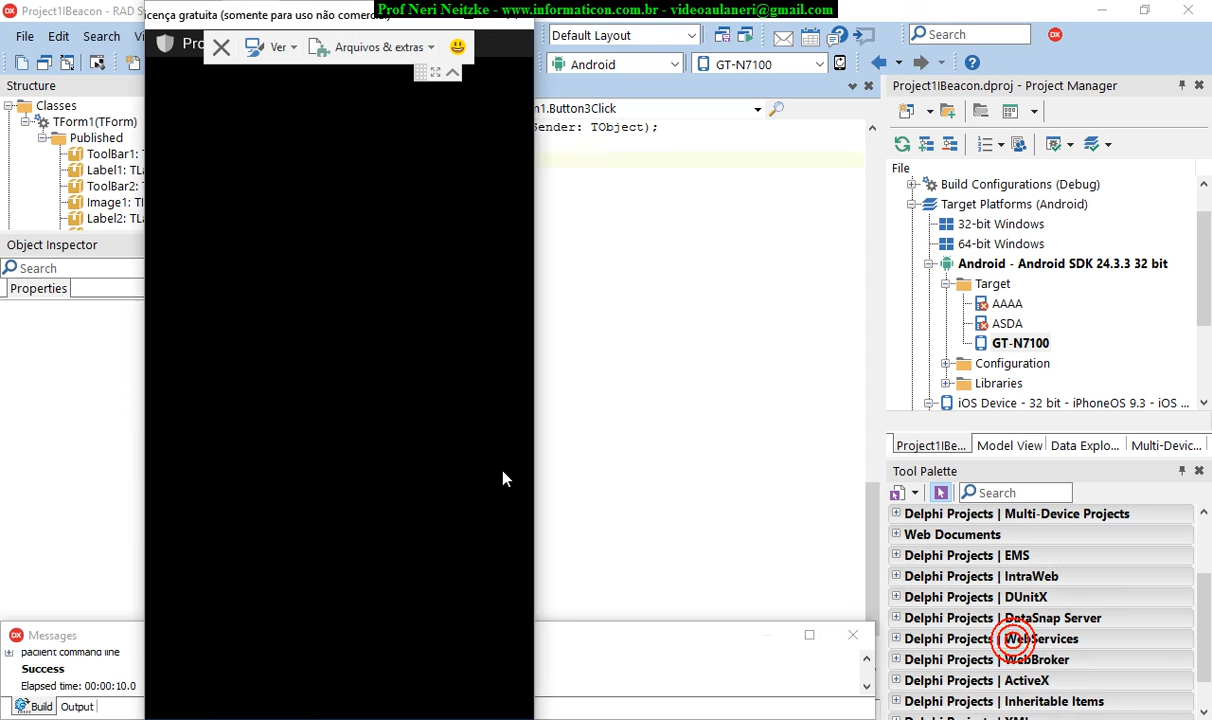 Project1IBeacon - RAD S
icença gratuita (somente para uso não comercial)
Prof Neri Neitzke - www.informaticon.com.br - videoaulaneri@gmail.com
File Edit Search Vi
Pro
Ver
Arquivos & extras
Default Layout
Search
Android
GT-N7100
Structure
Classes
TForm1(TForm)
Published
ToolBar1:
Label1: TLa
ToolBar2:
Image1: TI
Label2: TLa
m1.Button3Click
Sender: TObject);
Project1IBeacon.dproj - Project Manager
File
Build Configurations (Debug)
Target Platforms (Android)
32-bit Windows
64-bit Windows
Android - Android SDK 24.3.3 32 bit
Target
AAAA
ASDA
GT-N7100
Configuration
Libraries
iOS Device - 32 bit - iPhoneOS 9.3 - iOS ...
Project1IBe...
Model View
Data Explo...
Multi-Devic...
Object Inspector
Search
Properties
Tool Palette
Search
Delphi Projects | Multi-Device Projects
Web Documents
Delphi Projects | EMS
Delphi Projects | IntraWeb
Delphi Projects | DUnitX
Delphi Projects | DataSnap Server
Delphi Projects | WebServices
Delphi Projects | WebBroker
Delphi Projects | ActiveX
Delphi Projects | Inheritable Items
Messages
paclient command line
Success
Elapsed time: 00:00:10.0
Build
Output